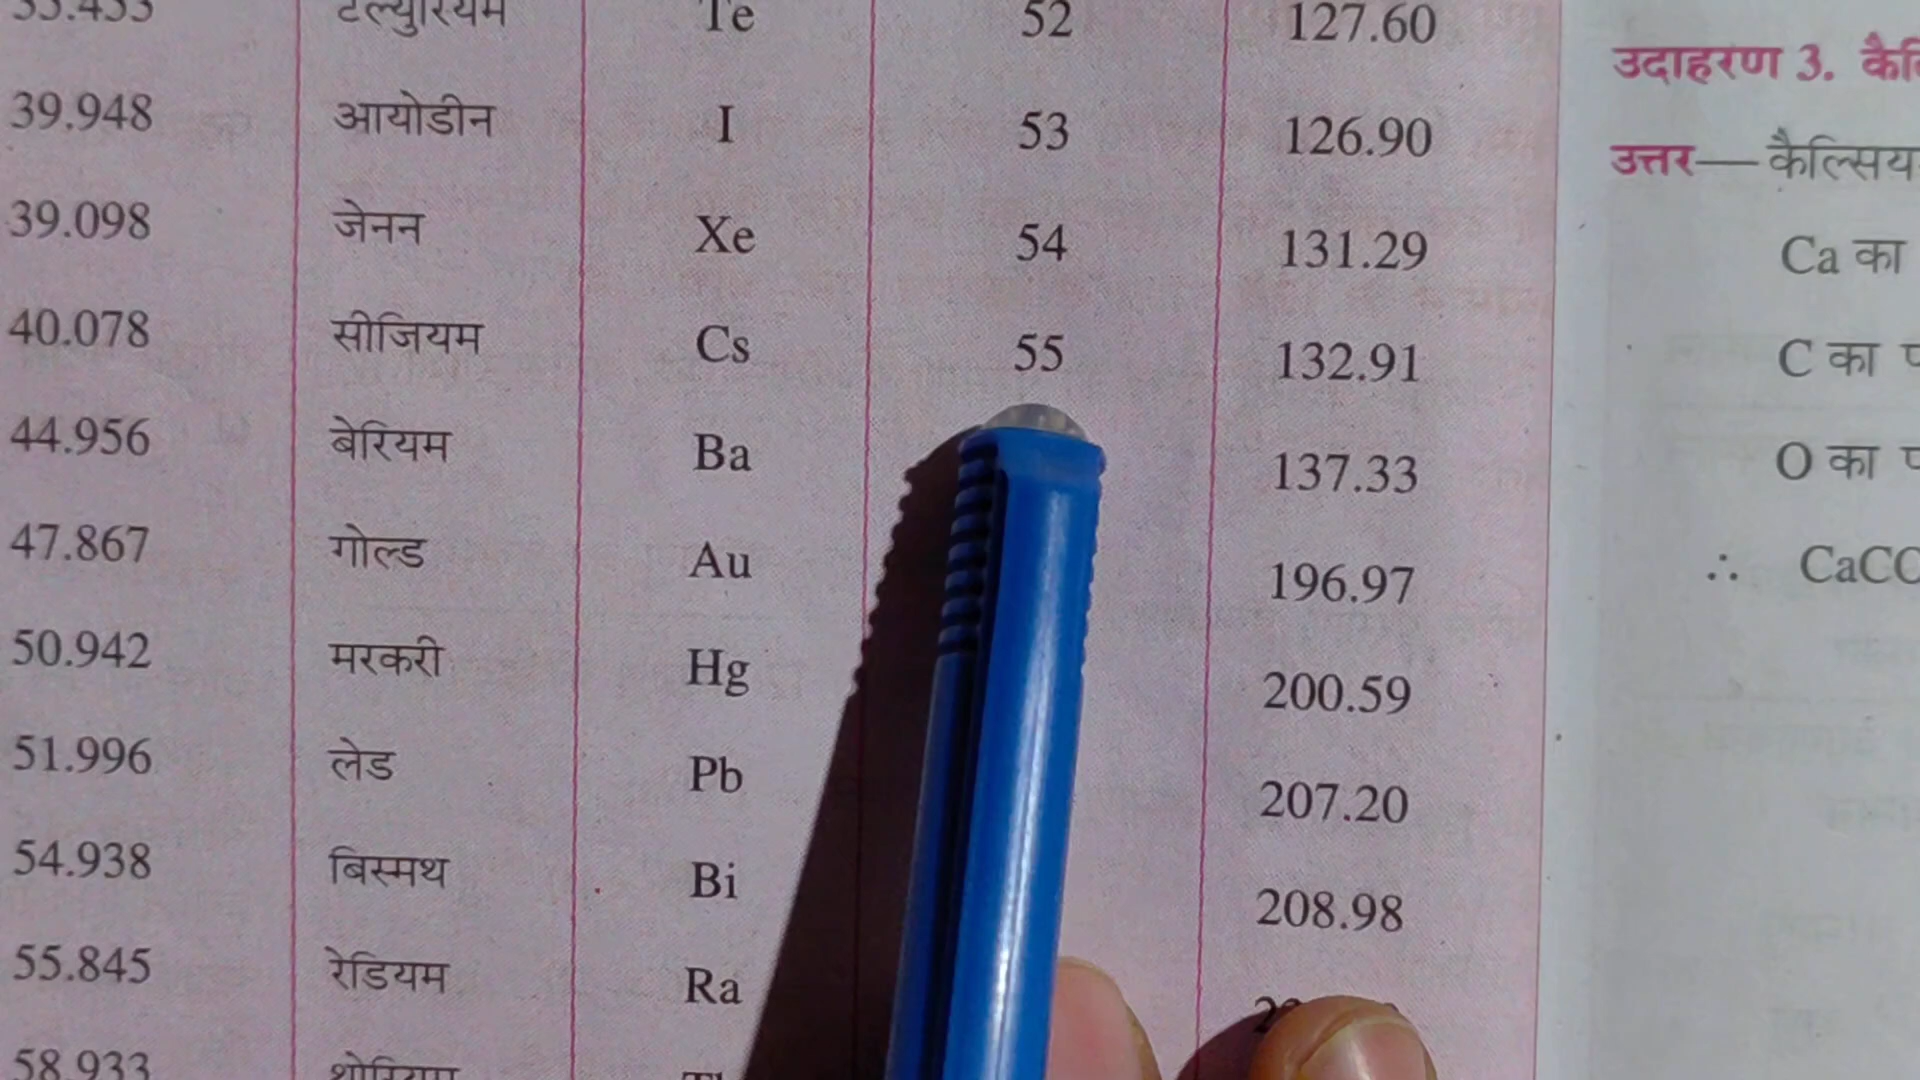 टेल्युरियम Te 52 127.60
39.948 आयोडीन I 53 126.90
39.098 जेनन Xe 54 131.29
40.078 सीजियम Cs 55 132.91
44.956 बेरियम Ba 137.33
47.867 गोल्ड Au 196.97
50.942 मरकरी Hg 200.59
51.996 लेड Pb 207.20
54.938 बिस्मथ Bi 208.98
55.845 रेडियम Ra
58.933
उदाहरण 3.
उत्तर— कैल्सिय
Ca का
C का
O का
∴ CaCO